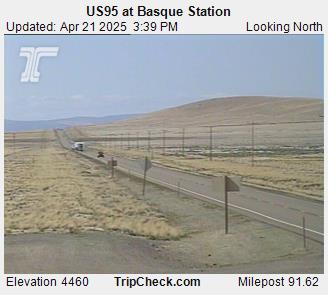 US95 at Basque Station
Updated: Apr 21 2025 3:39 PM Looking North
Elevation 4460 TripCheck.com Milepost 91.62